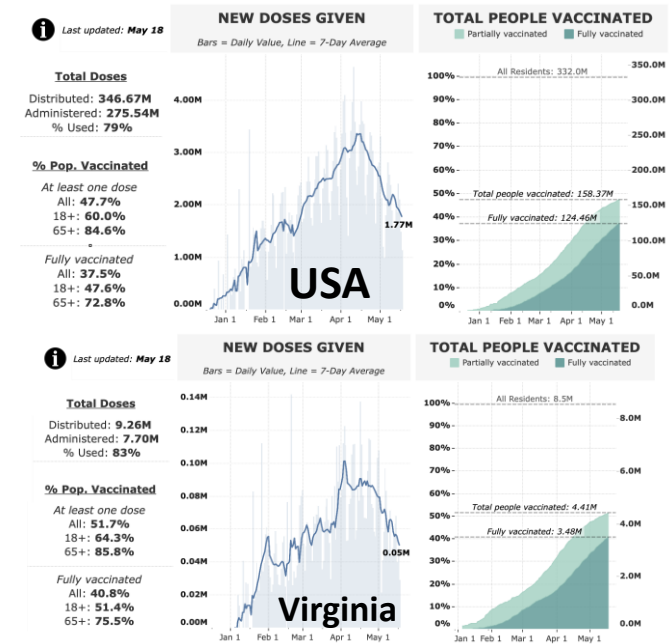 i Last updated: May 18
Total Doses
Distributed: 346.67M
Administered: 275.54M
% Used: 79%
% Pop. Vaccinated
At least one dose
All: 47.7%
18+: 60.0%
65+: 84.6%
Fully vaccinated
All: 37.5%
18+: 47.6%
65+: 72.8%
NEW DOSES GIVEN
Bars = Daily Value, Line = 7-Day Average
4.00M
3.00M
2.00M
1.77M
1.00M
USA
0.00M
Jan 1 Feb 1 Mar 1 Apr 1 May 1
TOTAL PEOPLE VACCINATED
Partially vaccinated Fully vaccinated
350.0M
All Residents: 332.0M
100%
300.0M
90%
80%
250.0M
70%
200.0M
60%
50%
Total people vaccinated: 158.37M
150.0M
40%
Fully vaccinated: 124.46M
30%
100.0M
20%
50.0M
10%
0% 0.0M
Jan 1 Feb 1 Mar 1 Apr 1 May 1
i Last updated: May 18
Total Doses
Distributed: 9.26M
Administered: 7.70M
% Used: 83%
% Pop. Vaccinated
At least one dose
All: 51.7%
18+: 64.3%
65+: 85.8%
Fully vaccinated
All: 40.8%
18+: 51.4%
65+: 75.5%
NEW DOSES GIVEN
Bars = Daily Value, Line = 7-Day Average
0.14M
0.12M
0.10M
0.08M
0.06M
0.05M
0.04M
0.02M
Virginia
0.00M
Jan 1 Feb 1 Mar 1 Apr 1 May 1
TOTAL PEOPLE VACCINATED
Partially vaccinated Fully vaccinated
All Residents: 8.5M
100%
8.0M
90%
80%
70%
6.0M
60%
Total people vaccinated: 4.41M
50%
4.0M
Fully vaccinated: 3.48M
40%
30%
20%
2.0M
10%
0% 0.0M
Jan 1 Feb 1 Mar 1 Apr 1 May 1